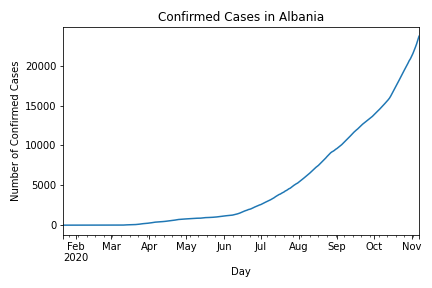 Confirmed Cases in Albania
Number of Confirmed Cases
20000
15000
10000
5000
0
Feb Mar Apr May Jun Jul Aug Sep Oct Nov
2020
Day